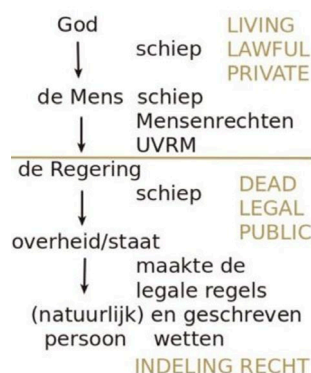 God
schiep
LIVING
LAWFUL
PRIVATE
de Mens schiep
Mensenrechten
UVRM
de Regering
schiep
DEAD
LEGAL
PUBLIC
overheid/staat
maakte de
legale regels
(natuurlijk) en geschreven
persoon wetten
INDELING RECHT